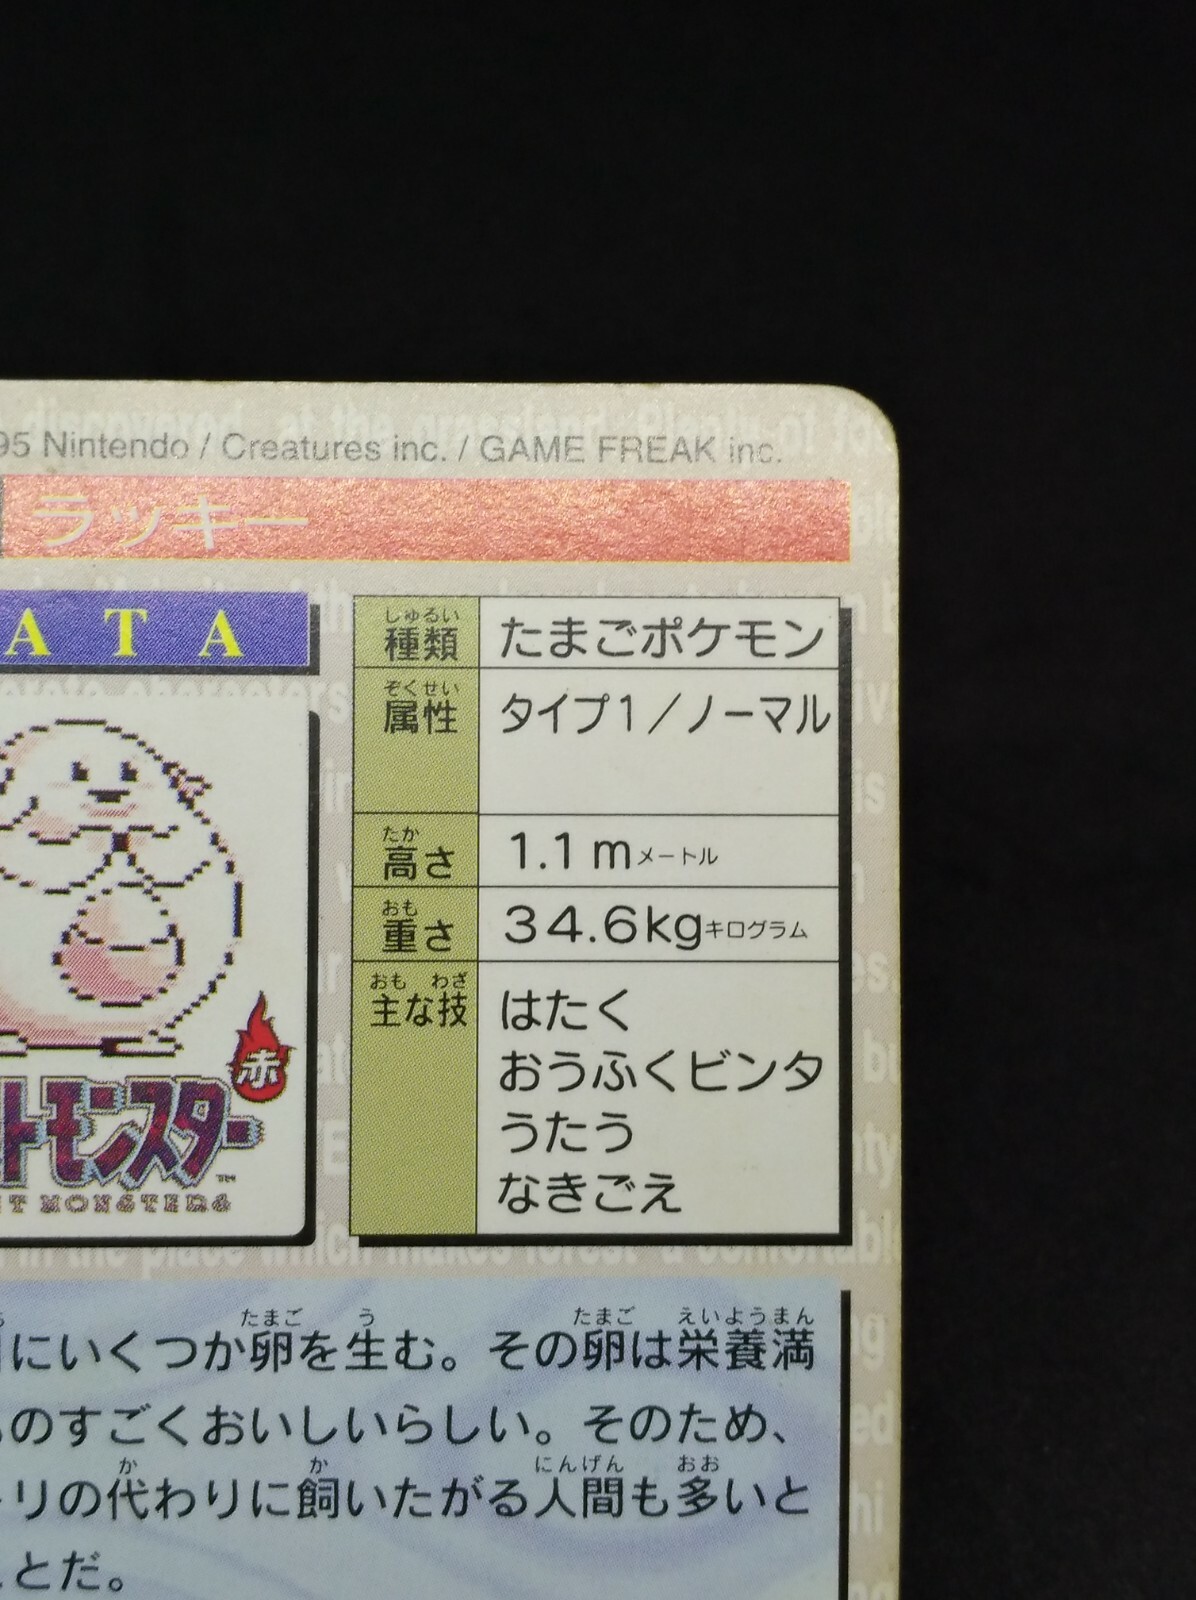 95 Nintendo / Creatures inc. / GAME FREAK inc.
ラッキー
ATA
しゅるい
種類 たまごポケモン
ぞくせい
属性 タイプ1/ノーマル
たか
高さ 1.1mメートル
おも
重さ 34.6kgキログラム
おも わざ
主な技 はたく
おうふくビンタ
うたう
なきごえ
赤
トモンスター
TM
T MONSTERS
たまご う たまご えいようまん
にいくつか卵を生む。その卵は栄養満
のすごくおいしいらしい。そのため、
か か にんげん おお
リの代わりに飼いたがる人間も多いと
とだ。